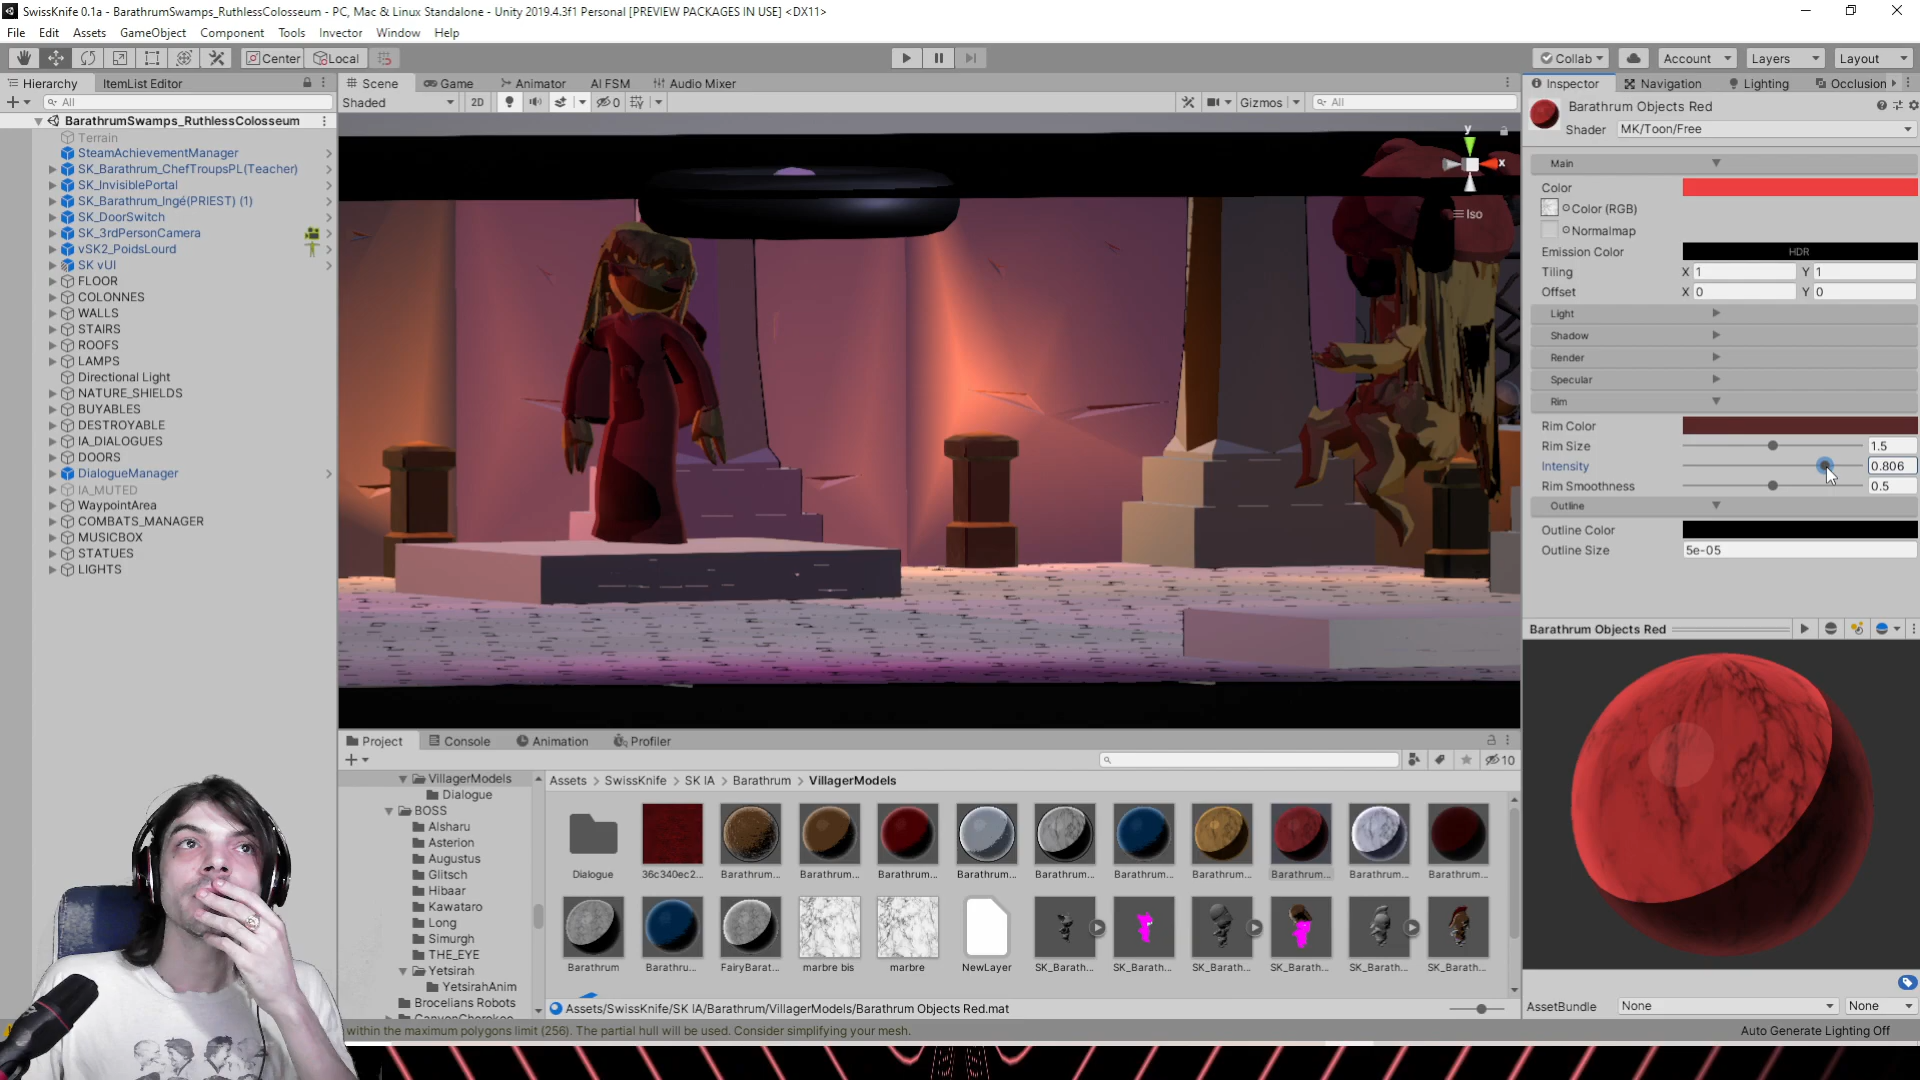 SwissKnife 0.1a - BarathrumSwamps_RuthlessColosseum - PC, Mac & Linux Standalone - Unity 2019.4.3f1 Personal [PREVIEW PACKAGES IN USE] <DX11>
File Edit Assets GameObject Component Tools Invector Window Help
Center Local Collab Account Layers Layout
Hierarchy ItemList Editor
All
BarathrumSwamps_RuthlessColosseum
Terrain
SteamAchievementManager
SK_Barathrum_ChefTroupsPL(Teacher)
SK_InvisiblePortal
SK_Barathrum_Ingé(PRIEST) (1)
SK_DoorSwitch
SK_3rdPersonCamera
vSK2_PoidsLourd
SK vUI
FLOOR
COLONNES
WALLS
STAIRS
ROOFS
LAMPS
Directional Light
NATURE_SHIELDS
BUYABLES
DESTROYABLE
IA_DIALOGUES
DOORS
DialogueManager
IA_MUTED
WaypointArea
COMBATS_MANAGER
MUSICBOX
STATUES
LIGHTS
Scene Game Animator AI FSM Audio Mixer
Shaded 2D 0 Gizmos All
y
x
Iso
Inspector Navigation Lighting Occlusion
Barathrum Objects Red
Shader MK/Toon/Free
Main
Color
Color (RGB)
Normalmap
Emission Color HDR
Tiling X 1 Y 1
Offset X 0 Y 0
Light
Shadow
Render
Specular
Rim
Rim Color
Rim Size 1.5
Intensity 0.806
Rim Smoothness 0.5
Outline
Outline Color
Outline Size 5e-05
Barathrum Objects Red
AssetBundle None None
Auto Generate Lighting Off
Project Console Animation Profiler
10
VillagerModels
Dialogue
BOSS
Alsharu
Asterion
Augustus
Glitsch
Hibaar
Kawataro
Long
Simurgh
THE_EYE
Yetsirah
YetsirahAnim
Brocelians Robots
Assets > SwissKnife > SK IA > Barathrum > VillagerModels
Dialogue 36c340ec2... Barathrum... Barathrum... Barathrum... Barathrum... Barathrum... Barathrum... Barathrum... Barathrum... Barathrum... Barathrum...
Barathrum Barathru... FairyBarat... marbre bis marbre NewLayer SK_Barath... SK_Barath... SK_Barath... SK_Barath... SK_Barath... SK_Barath...
Assets/SwissKnife/SK IA/Barathrum/VillagerModels/Barathrum Objects Red.mat
within the maximum polygons limit (256). The partial hull will be used. Consider simplifying your mesh.